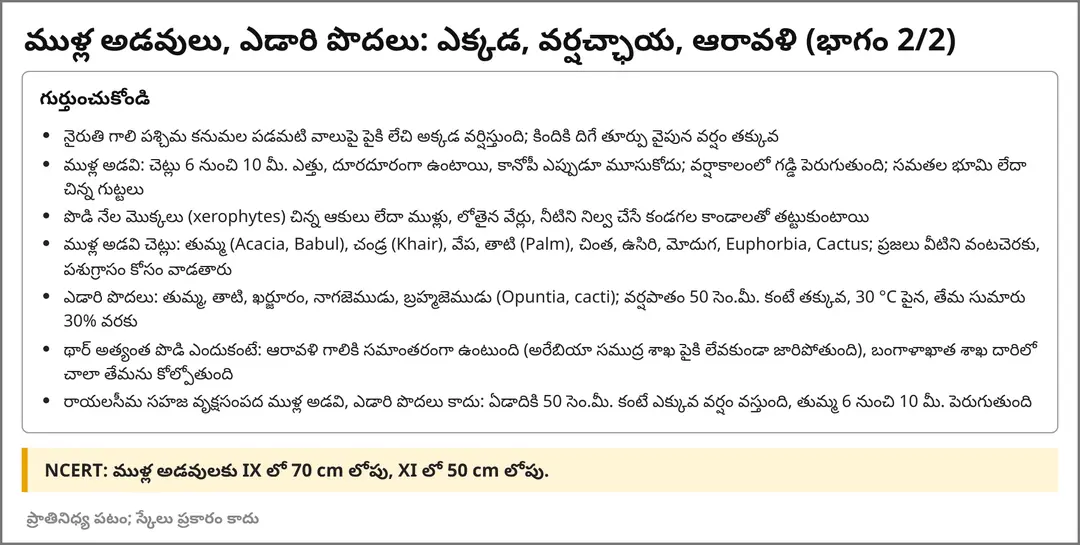 ముళ్ల అడవులు, ఎడారి పొదలు: ఎక్కడ, వర్షచ్ఛాయ, ఆరావళి (భాగం 2/2)
గుర్తుంచుకోండి
• నైరుతి గాలి పశ్చిమ కనుమల పడమటి వాలుపై పైకి లేచి అక్కడ వర్షిస్తుంది; కిందికి దిగే తూర్పు వైపున వర్షం తక్కువ
• ముళ్ల అడవి: చెట్లు 6 నుంచి 10 మీ. ఎత్తు, దూరదూరంగా ఉంటాయి, కానోపీ ఎప్పుడూ మూసుకోదు; వర్షాకాలంలో గడ్డి పెరుగుతుంది; సమతల భూమి లేదా
చిన్న గుట్టలు
• పొడి నేల మొక్కలు (xerophytes) చిన్న ఆకులు లేదా ముళ్లు, లోతైన వేర్లు, నీటిని నిల్వ చేసే కండగల కాండాలతో తట్టుకుంటాయి
• ముళ్ల అడవి చెట్లు: తుమ్మ (Acacia, Babul), చండ్ర (Khair), వేప, తాటి (Palm), చింత, ఉసిరి, మోదుగ, Euphorbia, Cactus; ప్రజలు వీటిని వంటచెరకు,
పశుగ్రాసం కోసం వాడతారు
• ఎడారి పొదలు: తుమ్మ, తాటి, ఖర్జూరం, నాగజెముడు, బ్రహ్మజెముడు (Opuntia, cacti); వర్షపాతం 50 సెం.మీ. కంటే తక్కువ, 30 °C పైన, తేమ సుమారు
30% వరకు
• థార్ అత్యంత పొడి ఎందుకంటే: ఆరావళి గాలికి సమాంతరంగా ఉంటుంది (అరేబియా సముద్ర శాఖ పైకి లేవకుండా జారిపోతుంది), బంగాళాఖాత శాఖ దారిలో
చాలా తేమను కోల్పోతుంది
• రాయలసీమ సహజ వృక్షసంపద ముళ్ల అడవి, ఎడారి పొదలు కాదు: ఏడాదికి 50 సెం.మీ. కంటే ఎక్కువ వర్షం వస్తుంది, తుమ్మ 6 నుంచి 10 మీ. పెరుగుతుంది
NCERT: ముళ్ల అడవులకు IX లో 70 cm లోపు, XI లో 50 cm లోపు.
ప్రాతినిధ్య పటం; స్కేలు ప్రకారం కాదు